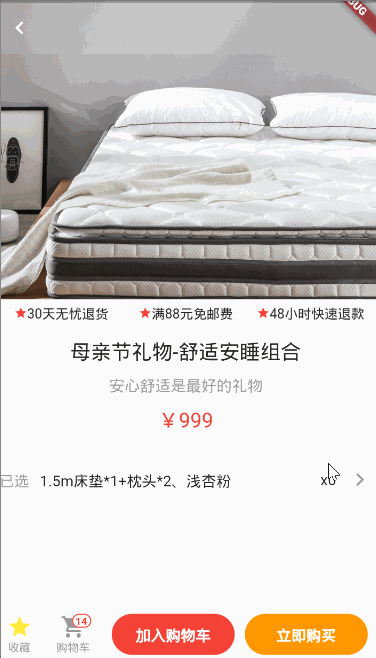 BUG
★30天无忧退货 ★满88元免邮费 ★48小时快速退款
母亲节礼物-舒适安睡组合
安心舒适是最好的礼物
￥999
已选 1.5m床垫*1+枕头*2、浅杏粉
14
收藏 购物车 加入购物车 立即购买